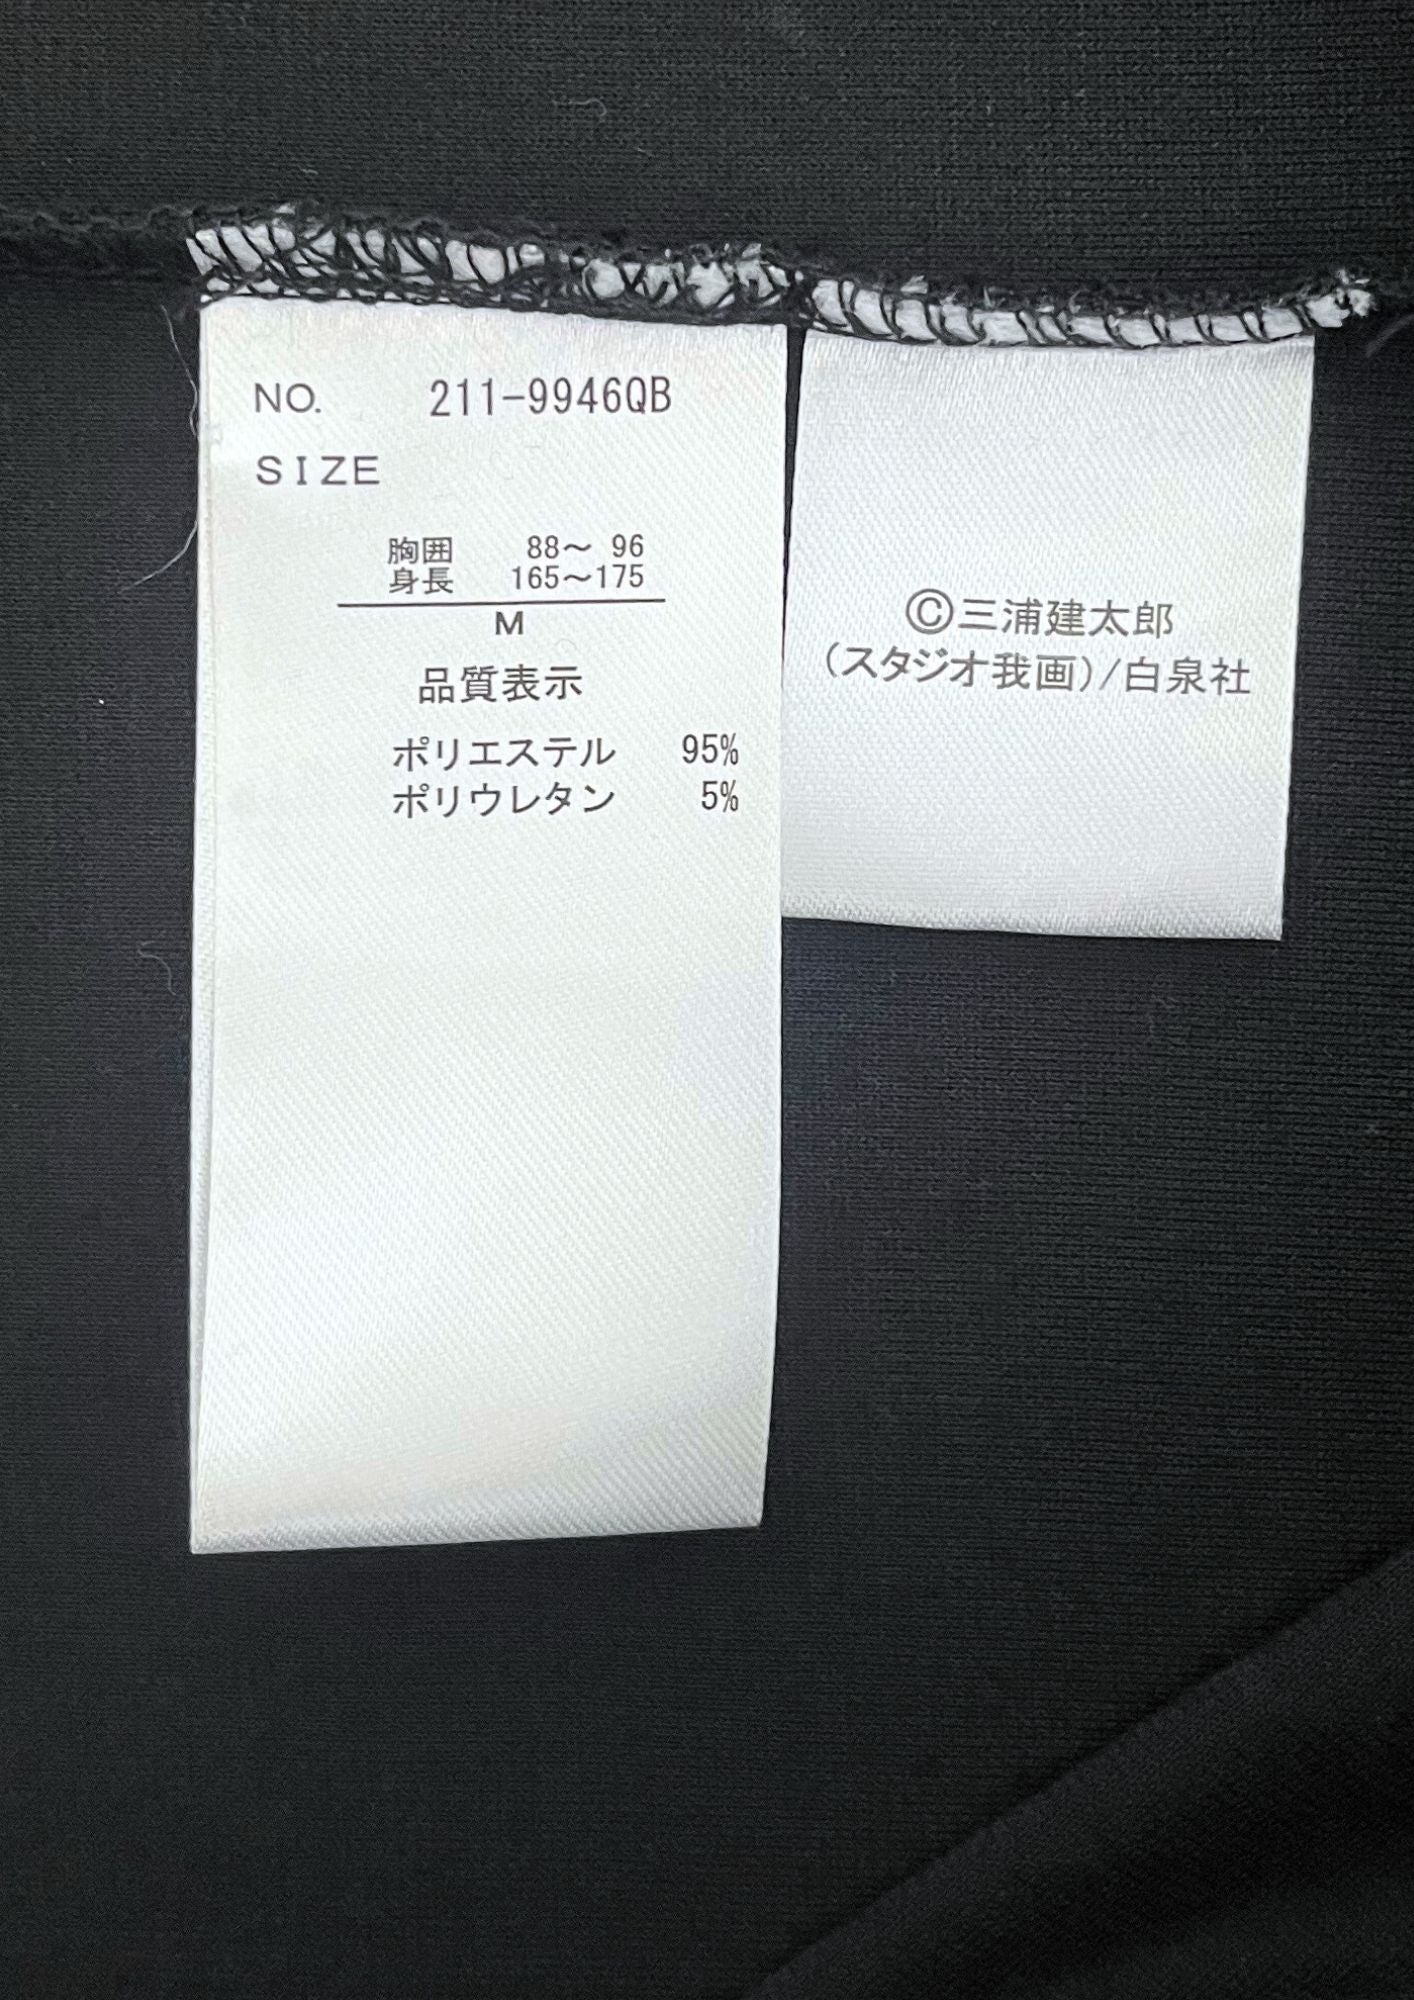 NO. 211-9946QB
SIZE
胸囲 88～ 96
身長 165～175
M
品質表示
ポリエステル 95%
ポリウレタン 5%
©三浦建太郎
(スタジオ我画)/白泉社